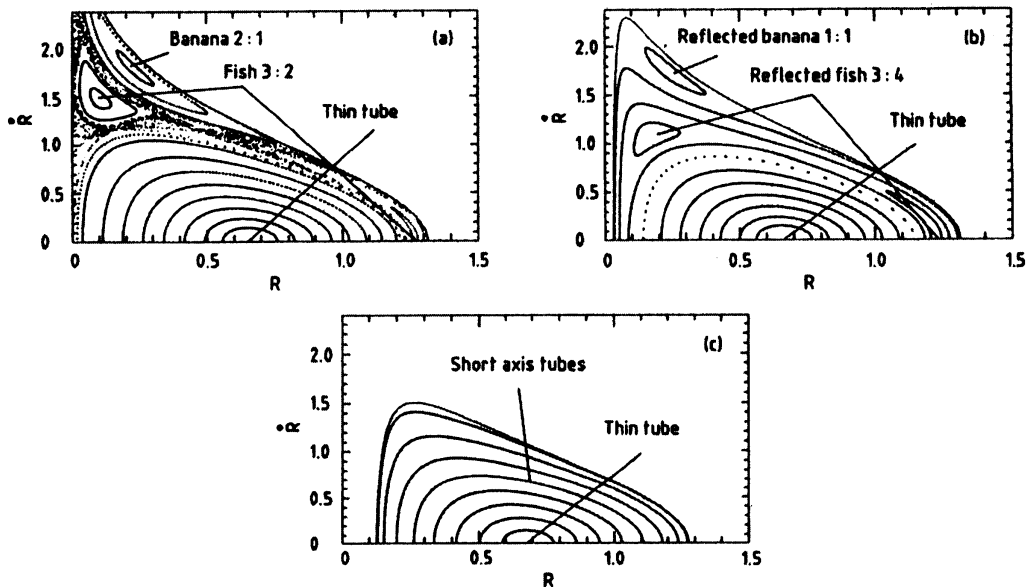 (a)
Banana 2 : 1
Fish 3 : 2
Thin tube
Ṙ
2.0
1.5
1.0
0.5
0
0
0.5
1.0
1.5
R
(b)
Reflected banana 1 : 1
Reflected fish 3 : 4
Thin tube
Ṙ
2.0
1.5
1.0
0.5
0
0
0.5
1.0
1.5
R
(c)
Short axis tubes
Thin tube
Ṙ
2.0
1.5
1.0
0.5
0
0
0.5
1.0
1.5
R